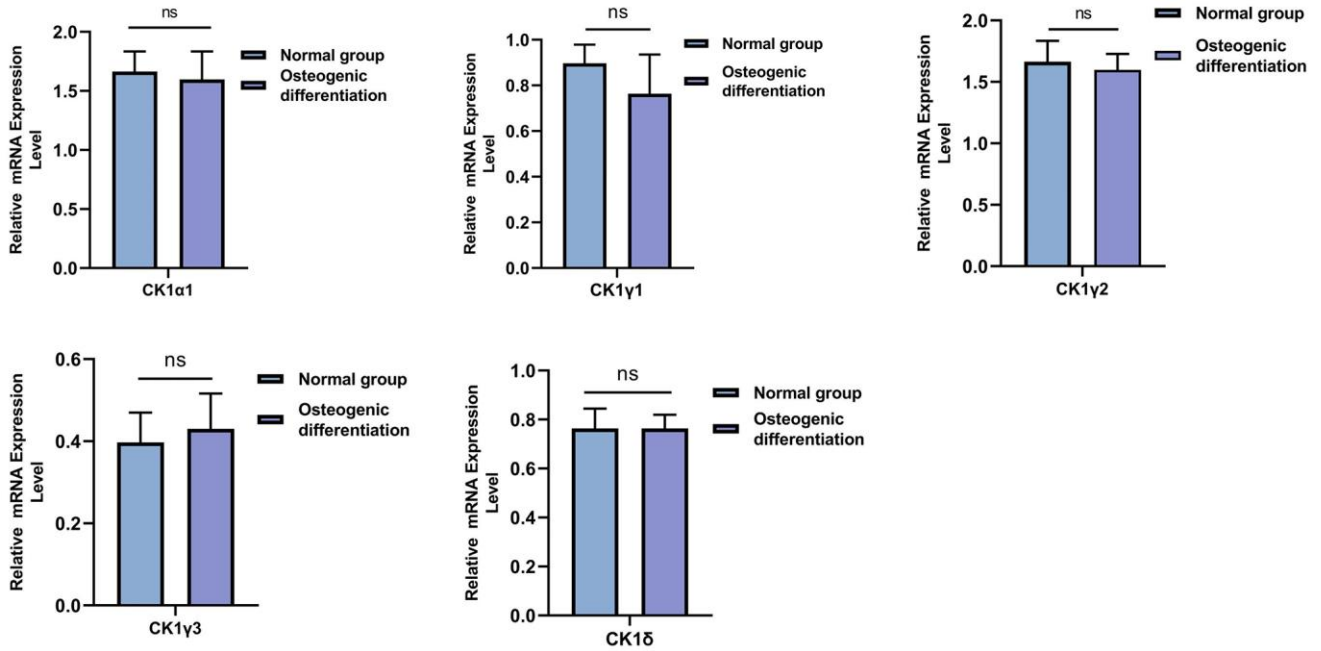 ns
2.0
1.5
1.0
0.5
0.0
Relative mRNA Expression
Level
CK1α1
Normal group
Osteogenic
differentiation
ns
1.0
0.8
0.6
0.4
0.2
0.0
Relative mRNA Expression
Level
CK1γ1
Normal group
Osteogenic
differentiation
ns
2.0
1.5
1.0
0.5
0.0
Relative mRNA Expression
Level
CK1γ2
Normal group
Osteogenic
differentiation
ns
0.6
0.4
0.2
0.0
Relative mRNA Expression
Level
CK1γ3
Normal group
Osteogenic
differentiation
ns
1.0
0.8
0.6
0.4
0.2
0.0
Relative mRNA Expression
Level
CK1δ
Normal group
Osteogenic
differentiation